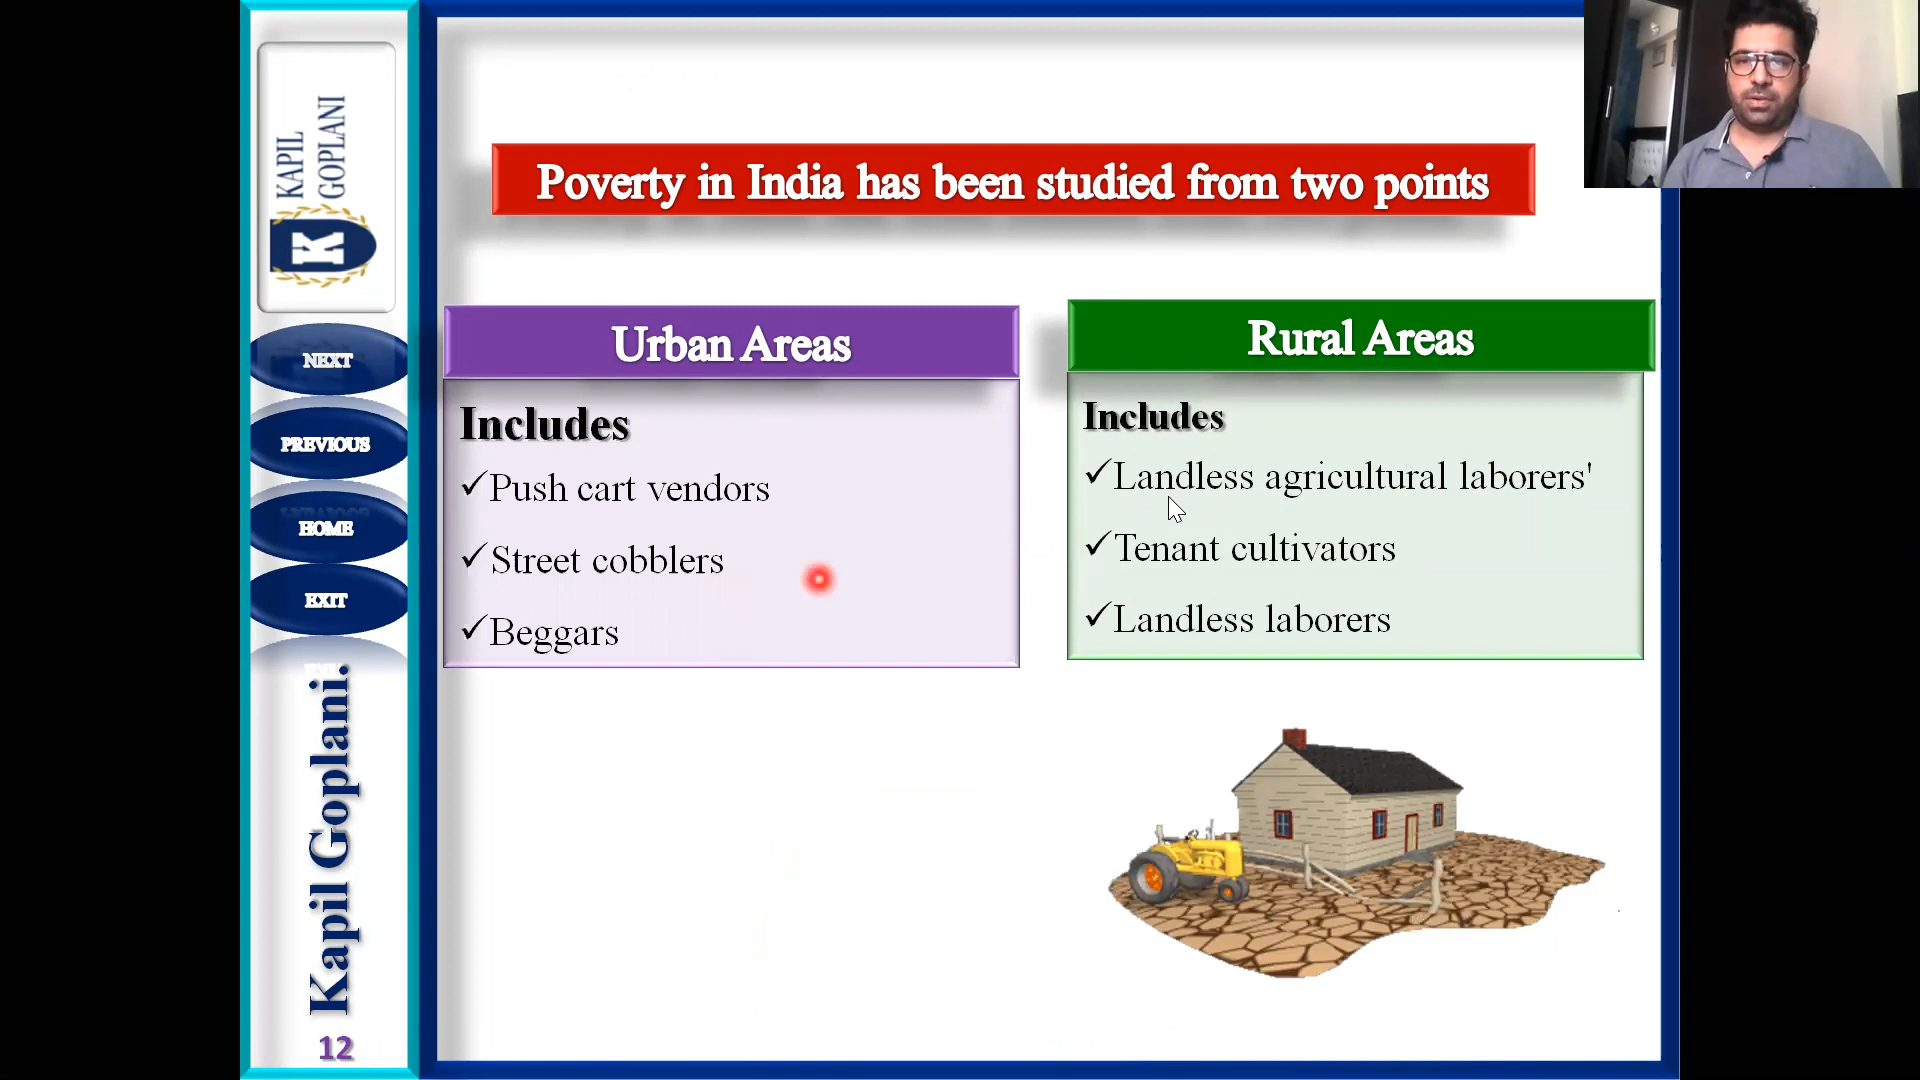 KAPIL
GOPLANI
K
NEXT
PREVIOUS
HOME
EXIT
Kapil Goplani.
12
Poverty in India has been studied from two points
Urban Areas
Includes
✓Push cart vendors
✓Street cobblers
✓Beggars
Rural Areas
Includes
✓Landless agricultural laborers'
✓Tenant cultivators
✓Landless laborers